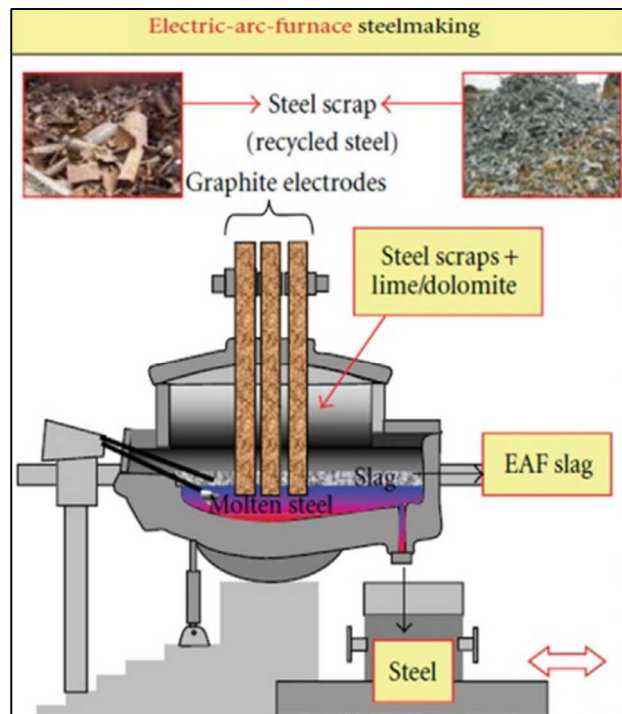 Electric-arc-furnace steelmaking
Steel scrap
(recycled steel)
Graphite electrodes
Steel scraps +
lime/dolomite
Slag
EAF slag
Molten steel
Steel